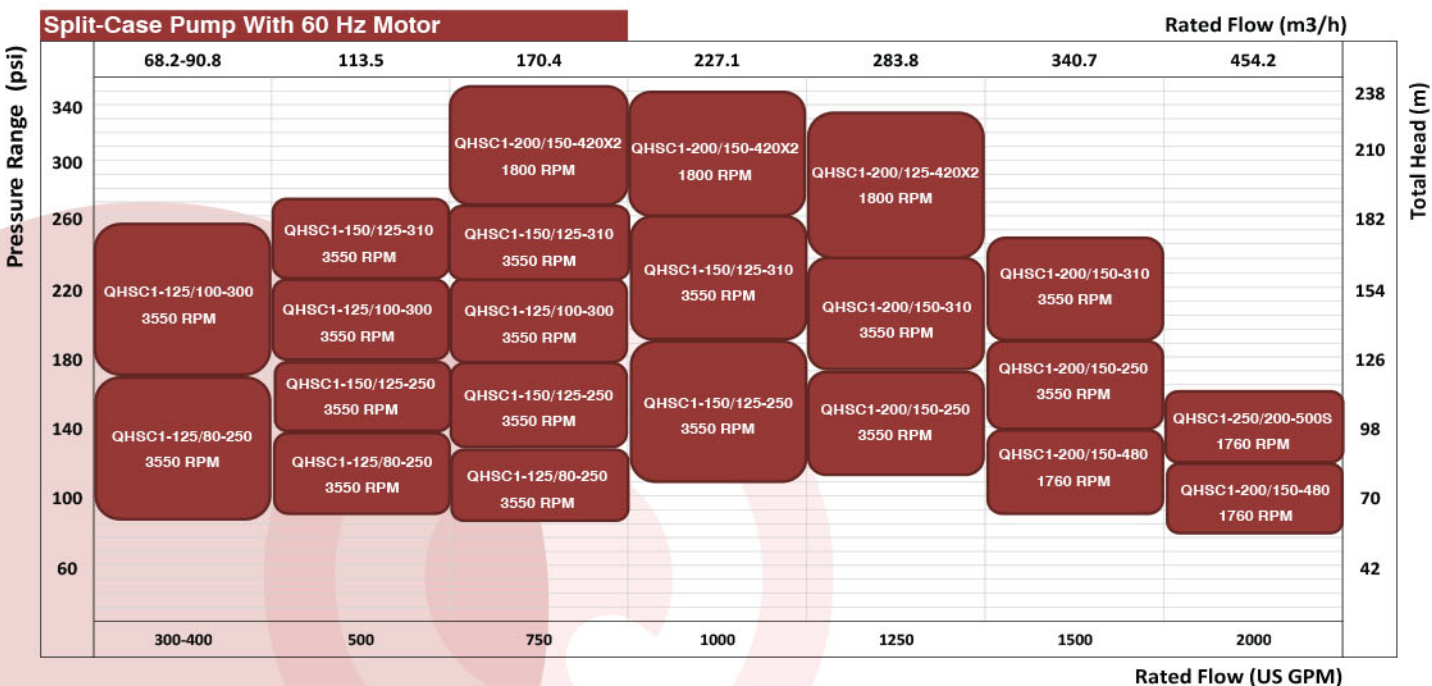 Split-Case Pump With 60 Hz Motor
Rated Flow (m3/h)
68.2-90.8
113.5
170.4
227.1
283.8
340.7
454.2
Pressure Range (psi)
340
300
260
220
180
140
100
60
QHSC1-125/100-300
3550 RPM
QHSC1-125/80-250
3550 RPM
QHSC1-150/125-310
3550 RPM
QHSC1-125/100-300
3550 RPM
QHSC1-150/125-250
3550 RPM
QHSC1-125/80-250
3550 RPM
QHSC1-200/150-420X2
1800 RPM
QHSC1-150/125-310
3550 RPM
QHSC1-125/100-300
3550 RPM
QHSC1-150/125-250
3550 RPM
QHSC1-125/80-250
3550 RPM
QHSC1-200/150-420X2
1800 RPM
QHSC1-150/125-310
3550 RPM
QHSC1-150/125-250
3550 RPM
QHSC1-200/125-420X2
1800 RPM
QHSC1-200/150-310
3550 RPM
QHSC1-200/150-250
3550 RPM
QHSC1-200/150-310
3550 RPM
QHSC1-200/150-250
3550 RPM
QHSC1-200/150-480
1760 RPM
QHSC1-250/200-500S
1760 RPM
QHSC1-200/150-480
1760 RPM
238
210
182
154
126
98
70
42
Total Head (m)
300-400
500
750
1000
1250
1500
2000
Rated Flow (US GPM)